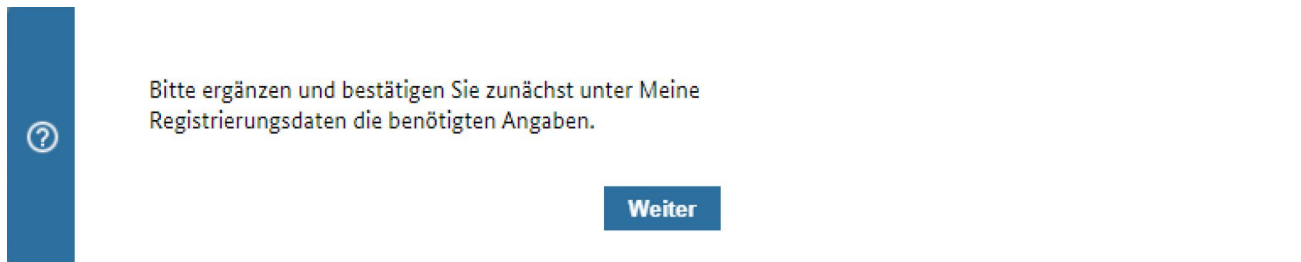 Bitte ergänzen und bestätigen Sie zunächst unter Meine
Registrierungsdaten die benötigten Angaben.
Weiter